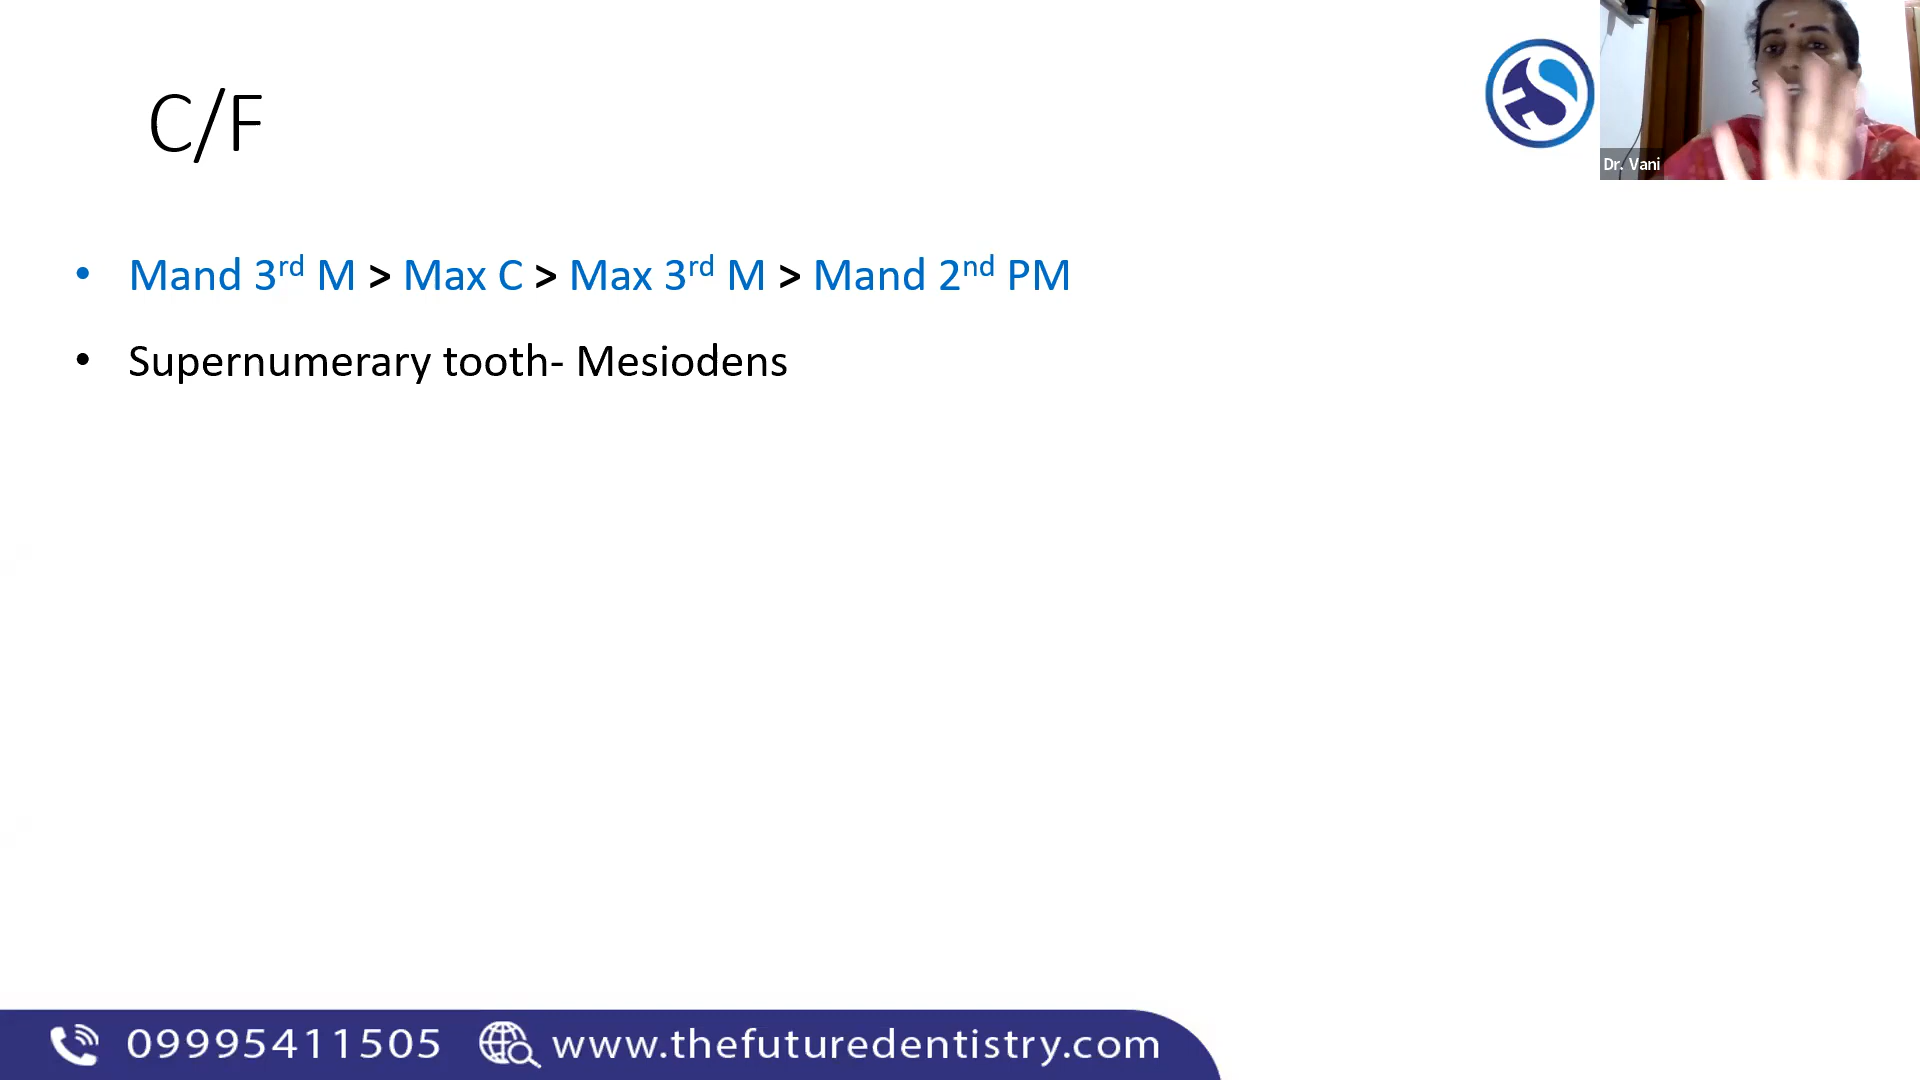 C/F
Dr. Vani
• Mand 3rd M > Max C > Max 3rd M > Mand 2nd PM
• Supernumerary tooth- Mesiodens
09995411505 www.thefuturedentistry.com